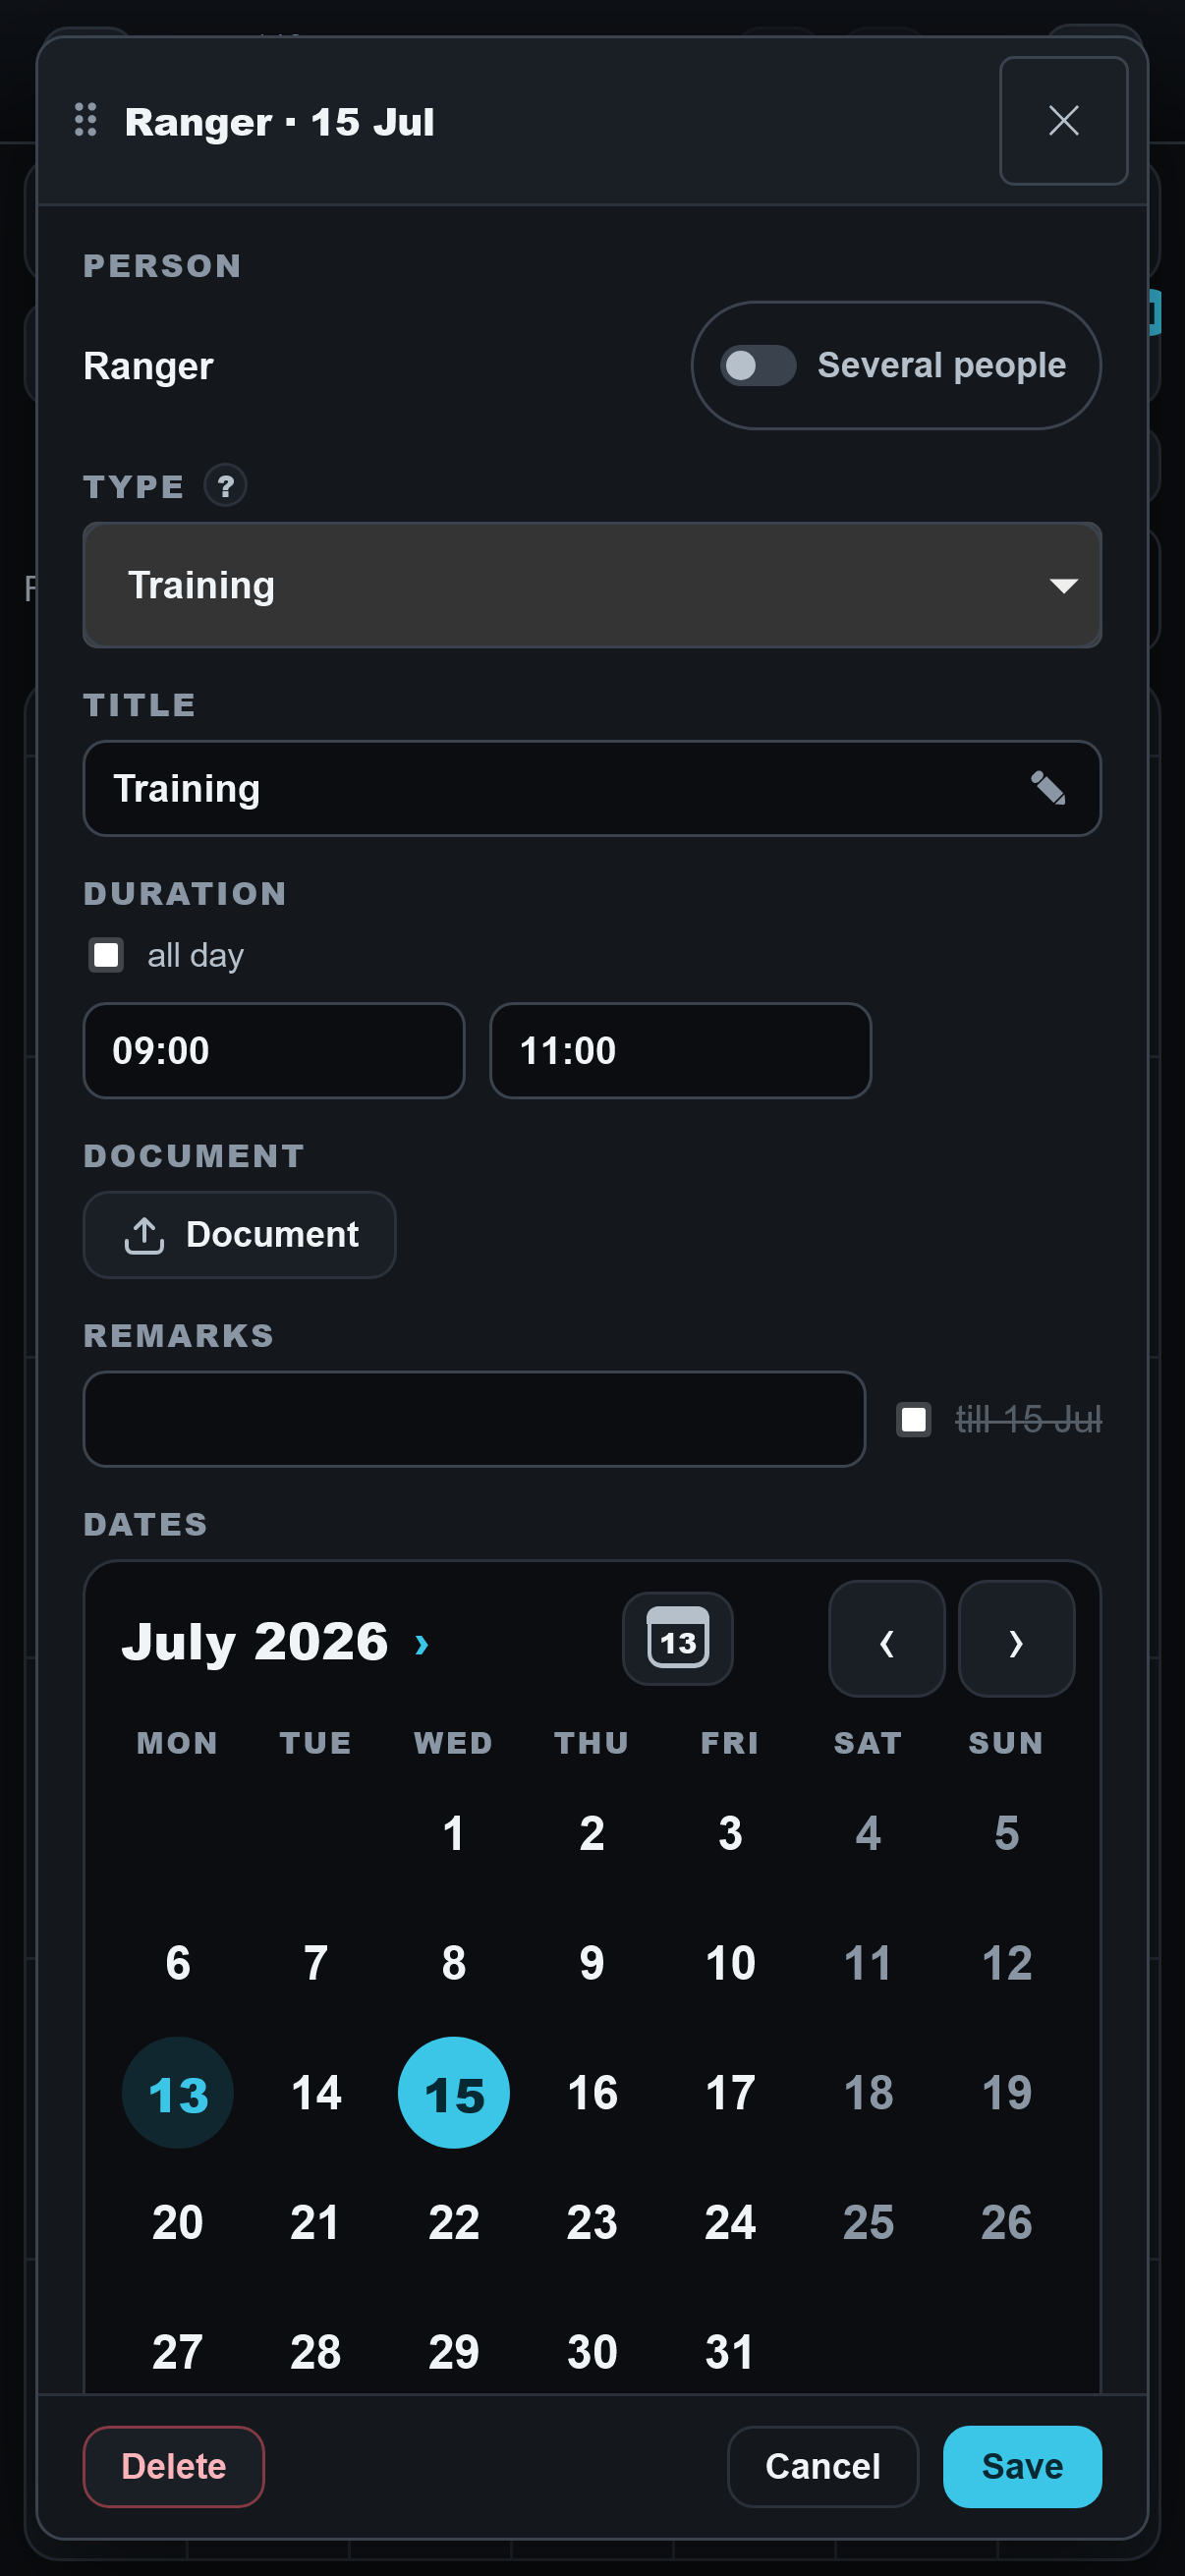 Ranger · 15 Jul
PERSON
Ranger
Several people
TYPE ?
Training
TITLE
Training
DURATION
all day
09:00 11:00
DOCUMENT
Document
REMARKS
till 15 Jul
DATES
July 2026 › 13 ‹ ›
MON TUE WED THU FRI SAT SUN
1 2 3 4 5
6 7 8 9 10 11 12
13 14 15 16 17 18 19
20 21 22 23 24 25 26
27 28 29 30 31
Delete Cancel Save